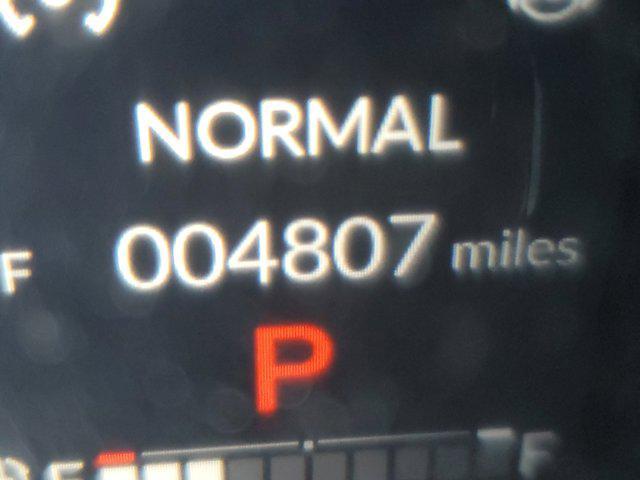 NORMAL
F 004807 miles
P
E F